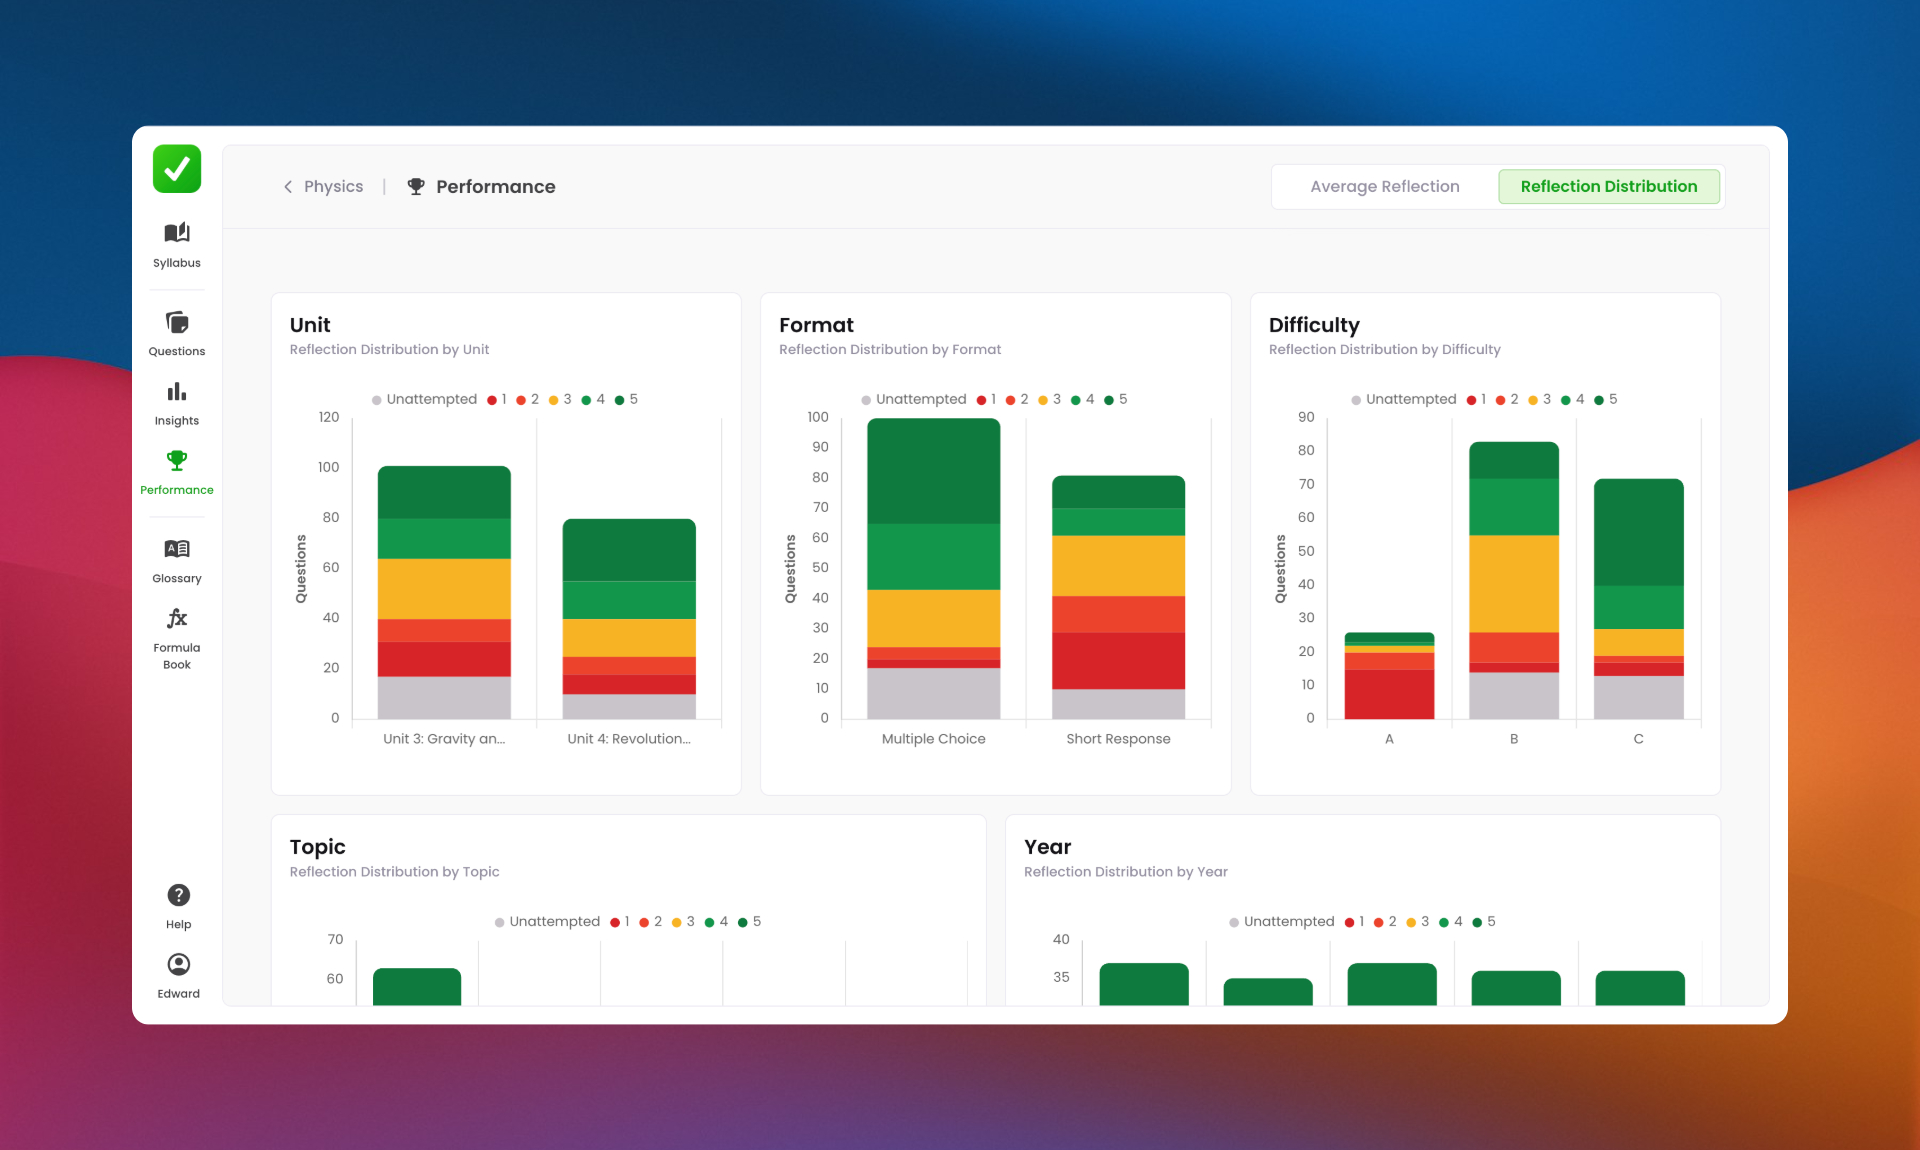 Physics | Performance
Average Reflection
Reflection Distribution
Syllabus
Questions
Insights
Performance
Glossary
Formula
Book
Help
Edward
Unit
Reflection Distribution by Unit
Unattempted 1 2 3 4 5
120
100
80
60
40
20
0
Questions
Unit 3: Gravity an...
Unit 4: Revolution...
Format
Reflection Distribution by Format
Unattempted 1 2 3 4 5
100
90
80
70
60
50
40
30
20
10
0
Questions
Multiple Choice
Short Response
Difficulty
Reflection Distribution by Difficulty
Unattempted 1 2 3 4 5
90
80
70
60
50
40
30
20
10
0
Questions
A
B
C
Topic
Reflection Distribution by Topic
Unattempted 1 2 3 4 5
70
60
Year
Reflection Distribution by Year
Unattempted 1 2 3 4 5
40
35